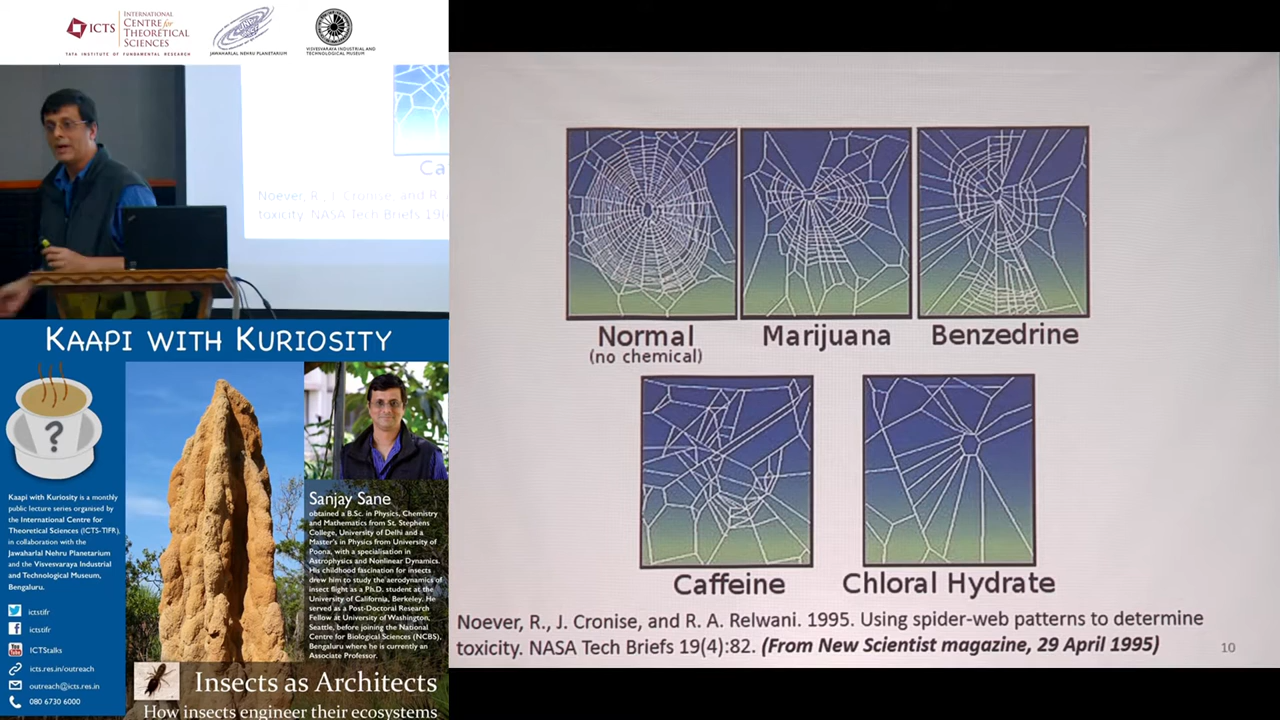 ICTS
INTERNATIONAL
CENTRE for
THEORETICAL
SCIENCES
TATA INSTITUTE OF FUNDAMENTAL RESEARCH
JAWAHARLAL NEHRU PLANETARIUM
VISVESVARAYA INDUSTRIAL AND
TECHNOLOGICAL MUSEUM
Ca
Noever, R., J. Cronise, and R.
toxicity. NASA Tech Briefs 19(
KAAPI WITH KURIOSITY
?
Kaapi with Kuriosity is a monthly
public lecture series organised by
the International Centre for
Theoretical Sciences (ICTS-TIFR),
in collaboration with the
Jawaharlal Nehru Planetarium
and the Visvesvaraya Industrial
and Technological Museum,
Bengaluru.
ictstifr
ictstifr
ICTStalks
icts.res.in/outreach
outreach@icts.res.in
080 6730 6000
Sanjay Sane
obtained a B.Sc. in Physics, Chemistry
and Mathematics from St. Stephens
College, University of Delhi and a
Master's in Physics from University of
Poona, with a specialisation in
Astrophysics and Nonlinear Dynamics.
His childhood fascination for insects
drew him to study the aerodynamics of
insect flight as a Ph.D. student at the
University of California, Berkeley. He
served as a Post-Doctoral Research
Fellow at University of Washington,
Seattle, before joining the National
Centre for Biological Sciences (NCBS),
Bengaluru where he is currently an
Associate Professor.
Insects as Architects
How insects engineer their ecosystems
Normal
(no chemical)
Marijuana
Benzedrine
Caffeine
Chloral Hydrate
Noever, R., J. Cronise, and R. A. Relwani. 1995. Using spider-web patterns to determine
toxicity. NASA Tech Briefs 19(4):82. (From New Scientist magazine, 29 April 1995)
10